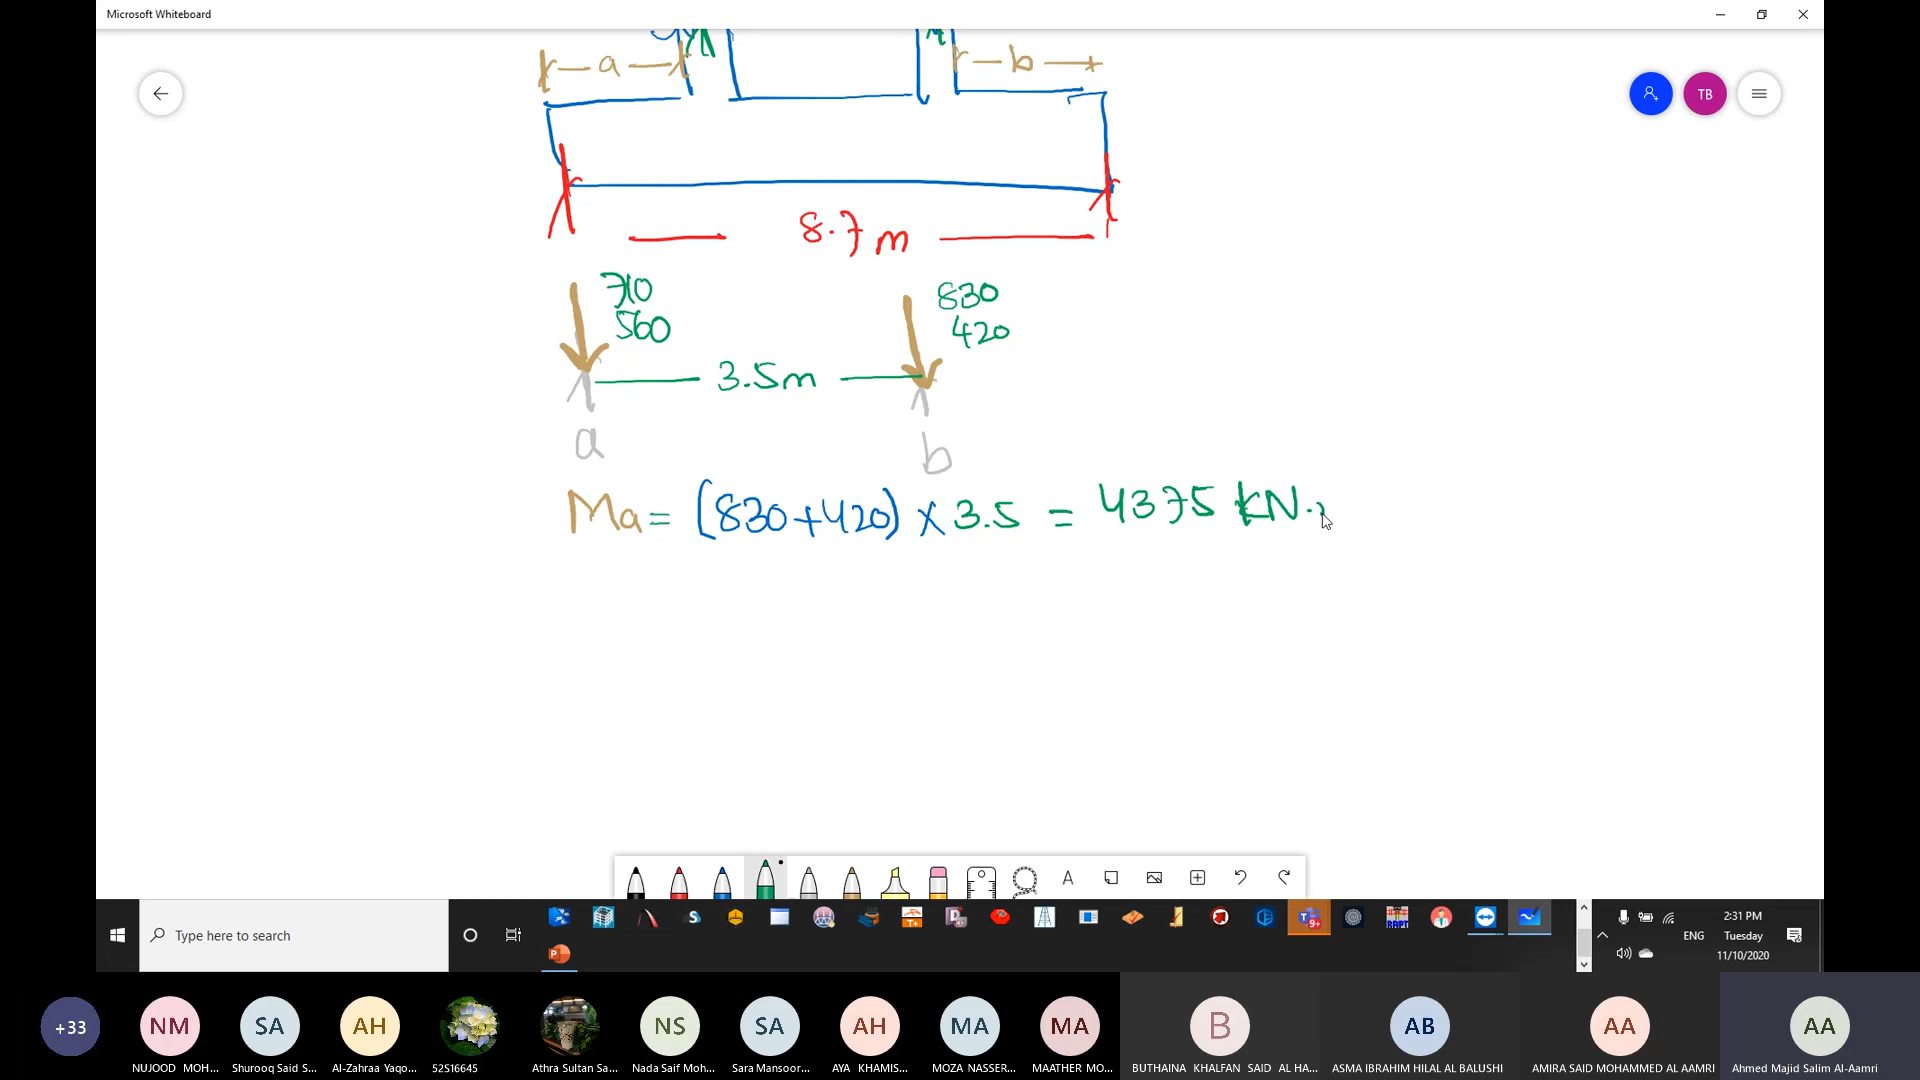 Microsoft Whiteboard
a
b
TB
8.7 m
710
560
830
420
3.5m
a
b
Ma = (830+420) x 3.5 = 4375 kN.
A
Type here to search
ENG
2:31 PM
Tuesday
11/10/2020
+33
NM
SA
AH
NS
SA
AH
MA
MA
B
AB
AA
AA
NUJOOD MOH...
Shurooq Said S...
Al-Zahraa Yaqo...
52S16645
Athra Sultan Sa...
Nada Saif Moh...
Sara Mansoor...
AYA KHAMIS...
MOZA NASSER...
MAATHER MO...
BUTHAINA KHALFAN SAID AL HA...
ASMA IBRAHIM HILAL AL BALUSHI
AMIRA SAID MOHAMMED AL AAMRI
Ahmed Majid Salim Al-Aamri